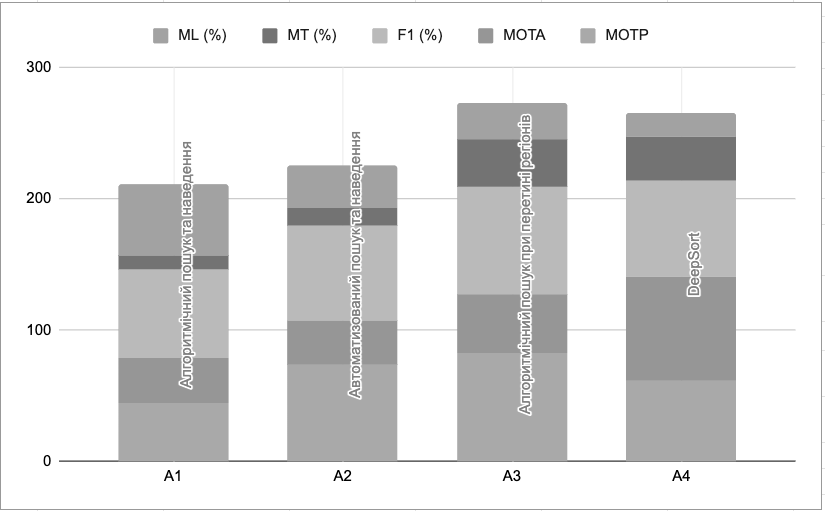 ML (%) MT (%) F1 (%) MOTA MOTP
300
200
100
0
Алгоритмічний пошук та наведення
Автоматизований пошук та наведення
Алгоритмічний пошук при перетині регіонів
DeepSort
A1 A2 A3 A4